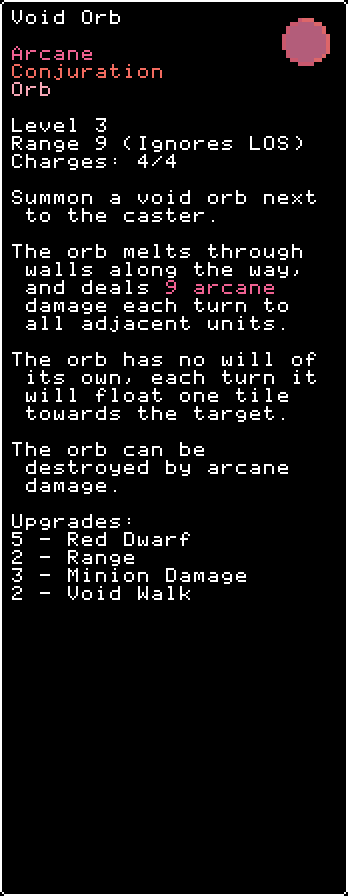 Void Orb
Arcane
Conjuration
Orb
Level 3
Range 9 (Ignores LOS)
Charges: 4/4
Summon a void orb next
to the caster.
The orb melts through
walls along the way,
and deals 9 arcane
damage each turn to
all adjacent units.
The orb has no will of
its own, each turn it
will float one tile
towards the target.
The orb can be
destroyed by arcane
damage.
Upgrades:
5 - Red Dwarf
2 - Range
3 - Minion Damage
2 - Void Walk